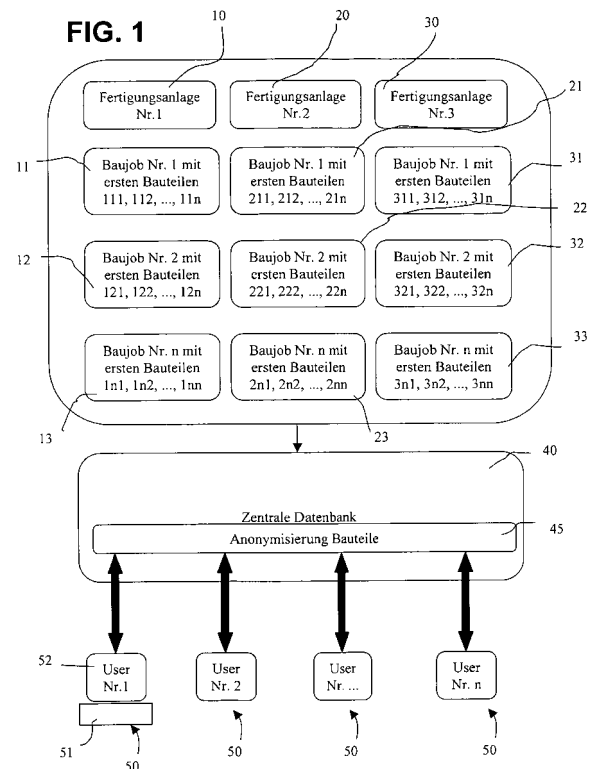 FIG. 1
10
20
30
Fertigungsanlage
Nr.1
Fertigungsanlage
Nr.2
Fertigungsanlage
Nr.3
21
11
Baujob Nr. 1 mit
ersten Bauteilen
111, 112, ..., 11n
Baujob Nr. 1 mit
ersten Bauteilen
211, 212, ..., 21n
Baujob Nr. 1 mit
ersten Bauteilen
311, 312, ..., 31n
31
22
12
Baujob Nr. 2 mit
ersten Bauteilen
121, 122, ..., 12n
Baujob Nr. 2 mit
ersten Bauteilen
221, 222, ..., 22n
Baujob Nr. 2 mit
ersten Bauteilen
321, 322, ..., 32n
32
Baujob Nr. n mit
ersten Bauteilen
1n1, 1n2, ..., 1nn
Baujob Nr. n mit
ersten Bauteilen
2n1, 2n2, ..., 2nn
Baujob Nr. n mit
ersten Bauteilen
3n1, 3n2, ..., 3nn
33
13
23
40
Zentrale Datenbank
45
Anonymisierung Bauteile
52
User
Nr.1
User
Nr. 2
User
Nr. ...
User
Nr. n
51
50
50
50
50